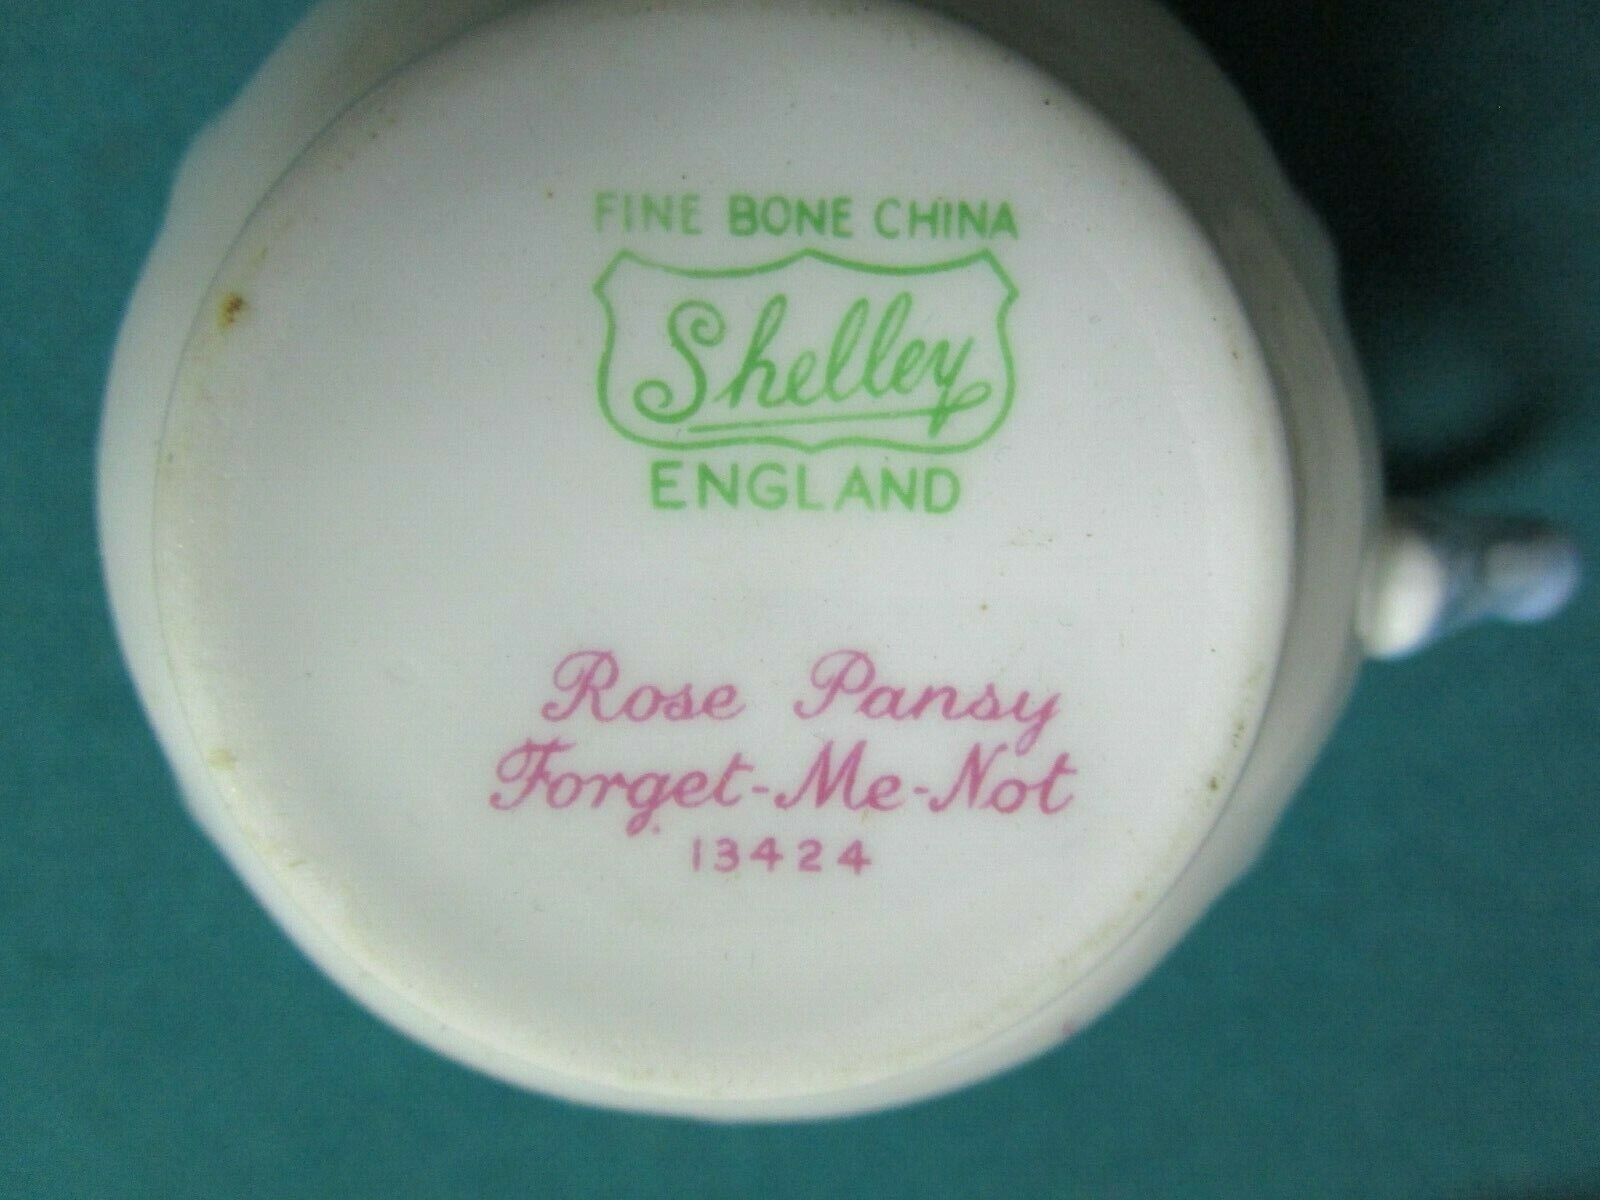 FINE BONE CHINA
Shelley
ENGLAND
Rose Pansy
Forget-Me-Not
13424